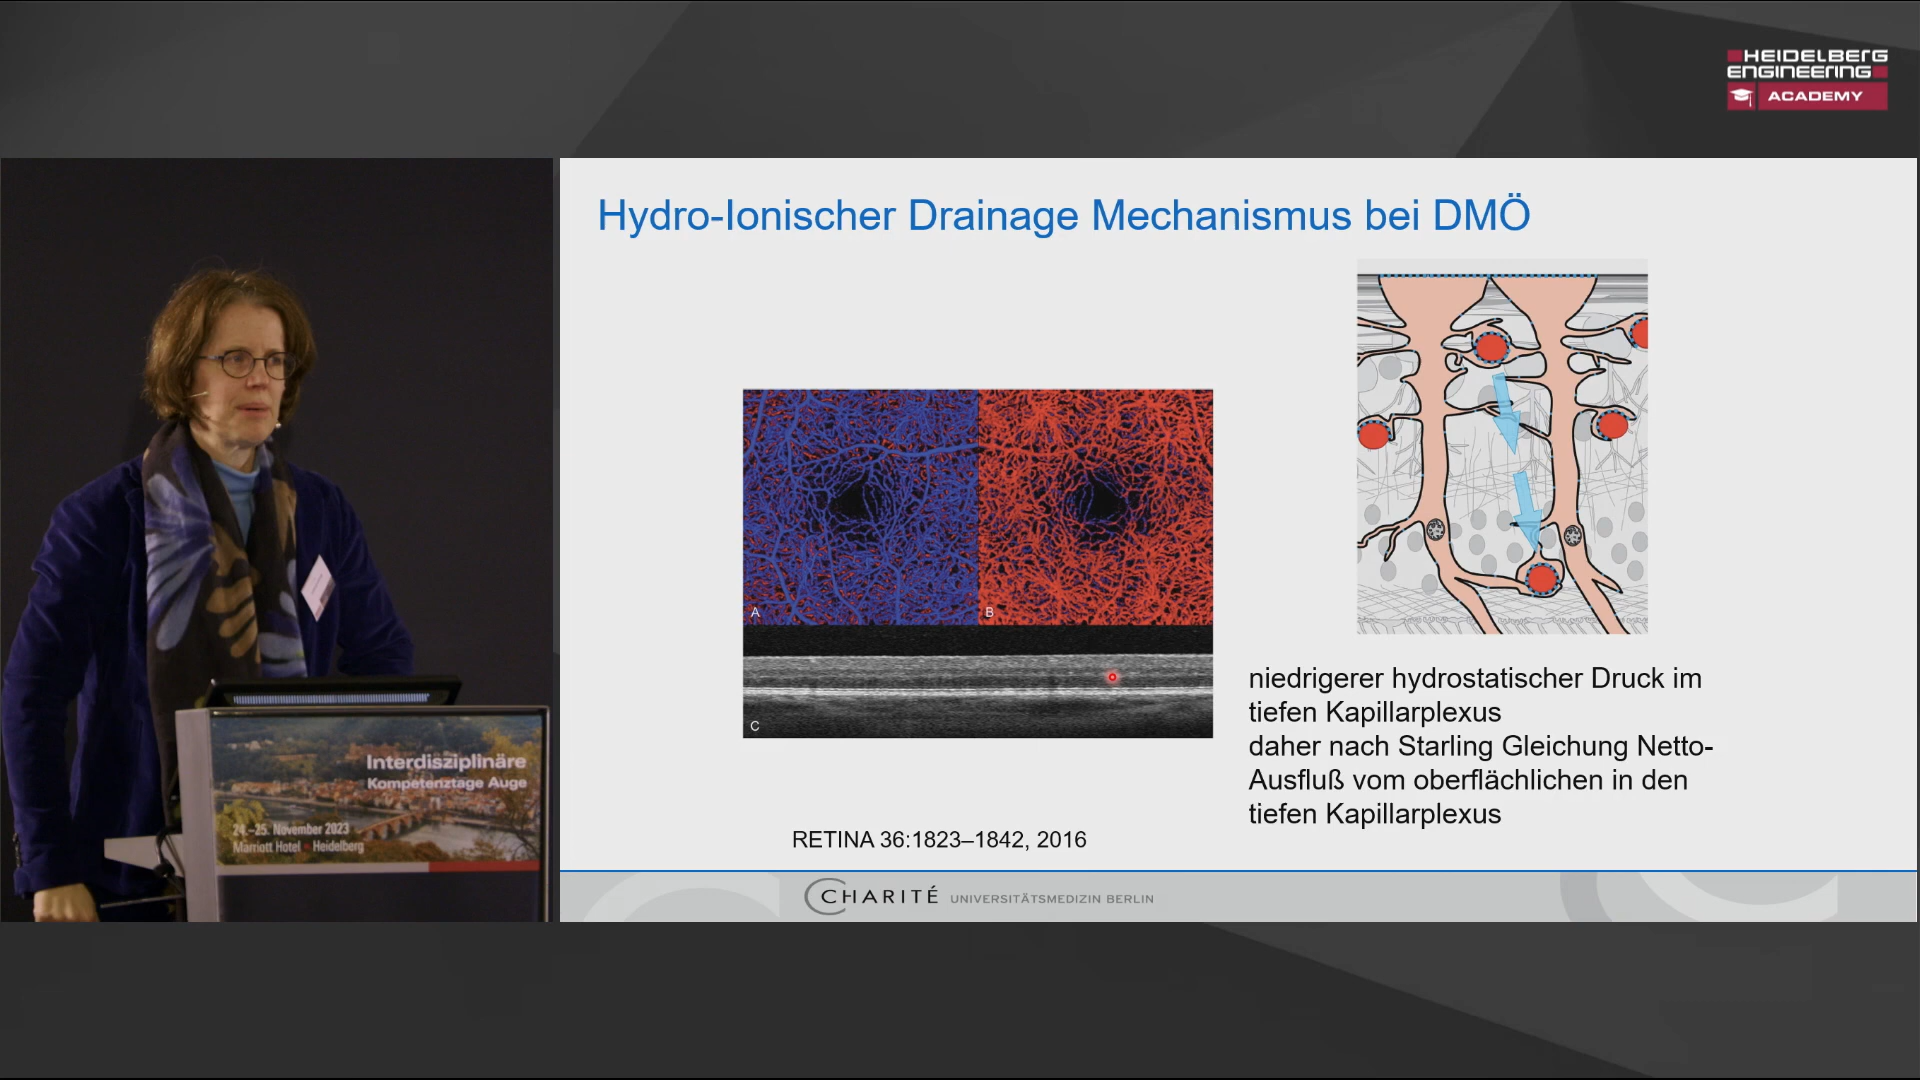 HEIDELBERG
ENGINEERING
ACADEMY
Hydro-Ionischer Drainage Mechanismus bei DMÖ
A
B
C
niedrigerer hydrostatischer Druck im
tiefen Kapillarplexus
daher nach Starling Gleichung Netto-
Ausfluß vom oberflächlichen in den
tiefen Kapillarplexus
RETINA 36:1823–1842, 2016
CHARITÉ UNIVERSITÄTSMEDIZIN BERLIN
Interdisziplinäre
Kompetenztage Auge
24.–25. November 2023
Marriott Hotel • Heidelberg